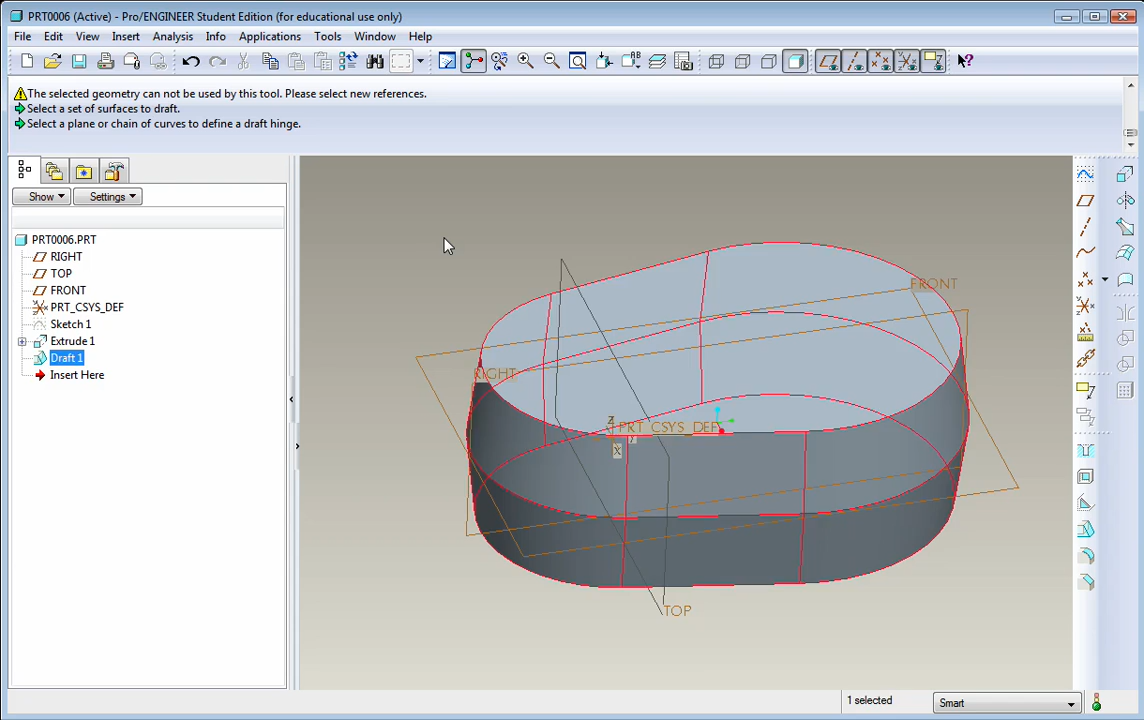 PRT0006 (Active) - Pro/ENGINEER Student Edition (for educational use only)
File Edit View Insert Analysis Info Applications Tools Window Help
The selected geometry can not be used by this tool. Please select new references.
Select a set of surfaces to draft.
Select a plane or chain of curves to define a draft hinge.
Show Settings
PRT0006.PRT
RIGHT
TOP
FRONT
PRT_CSYS_DEF
Sketch 1
Extrude 1
Draft 1
Insert Here
FRONT
RIGHT
Z
PRT_CSYS_DEF
Y
X
TOP
1 selected
Smart